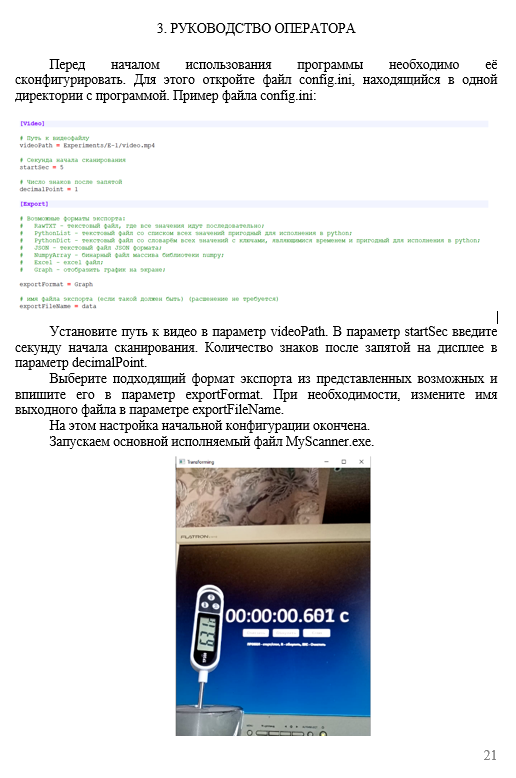 3. РУКОВОДСТВО ОПЕРАТОРА
Перед началом использования программы необходимо её
сконфигурировать. Для этого откройте файл config.ini, находящийся в одной
директории с программой. Пример файла config.ini:
[Video]
# Путь к видеофайлу
videoPath = Experiments/E-1/video.mp4
# Секунда начала сканирования
startSec = 5
# Число знаков после запятой
decimalPoint = 1
[Export]
# Возможные форматы экспорта:
# RawTXT - текстовый файл, где все значения идут последовательно;
# PythonList - текстовый файл со списком всех значений пригодный для исполнения в python;
# PythonDict - текстовый файл со словарём всех значений с ключами, являющимися временем и пригодный для исполнения в python;
# JSON - текстовый файл JSON формата;
# NumpyArray - бинарный файл массива библиотеки numpy;
# Excel - excel файл;
# Graph - отобразить график на экране;
exportFormat = Graph
# имя файла экспорта (если такой должен быть) (расширение не требуется)
exportFileName = data
Установите путь к видео в параметр videoPath. В параметр startSec введите
секунду начала сканирования. Количество знаков после запятой на дисплее в
параметр decimalPoint.
Выберите подходящий формат экспорта из представленных возможных и
впишите его в параметр exportFormat. При необходимости, измените имя
выходного файла в параметре exportFileName.
На этом настройка начальной конфигурации окончена.
Запускаем основной исполняемый файл MyScanner.exe.
Transforming
FLATRON
00:00:00.601 с
21